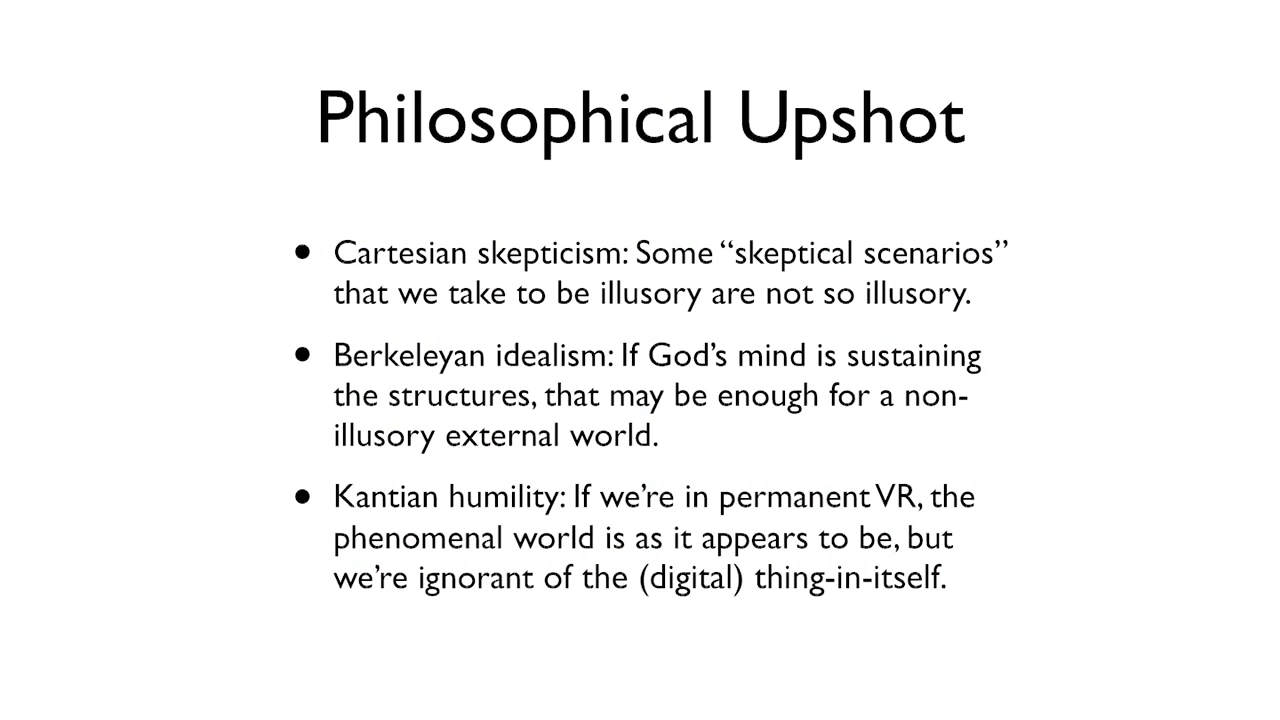 Philosophical Upshot
• Cartesian skepticism: Some “skeptical scenarios”
that we take to be illusory are not so illusory.
• Berkeleyan idealism: If God’s mind is sustaining
the structures, that may be enough for a non-
illusory external world.
• Kantian humility: If we’re in permanent VR, the
phenomenal world is as it appears to be, but
we’re ignorant of the (digital) thing-in-itself.